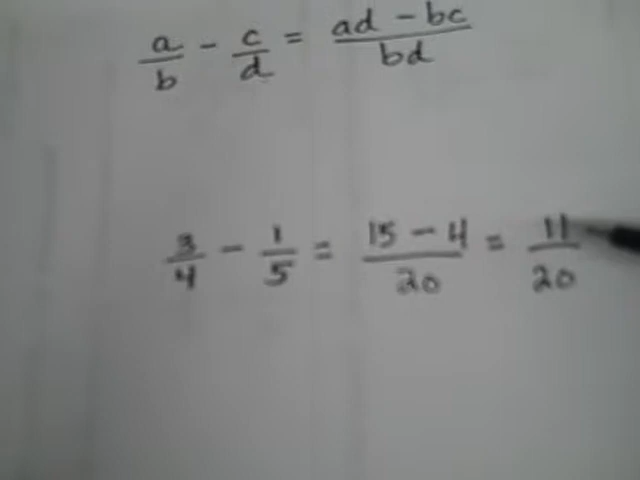 a/b - c/d = ad - bc/bd
3/4 - 1/5 = 15 - 4/20 = 11/20